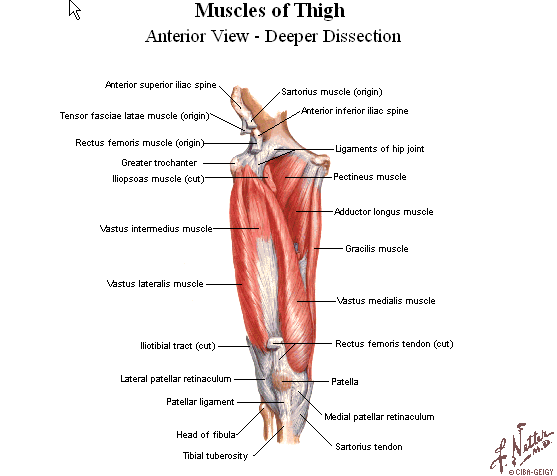 Muscles of Thigh
Anterior View - Deeper Dissection
Anterior superior iliac spine
Sartorius muscle (origin)
Tensor fasciae latae muscle (origin)
Anterior inferior iliac spine
Rectus femoris muscle (origin)
Ligaments of hip joint
Greater trochanter
Iliopsoas muscle (cut)
Pectineus muscle
Adductor longus muscle
Vastus intermedius muscle
Gracilis muscle
Vastus lateralis muscle
Vastus medialis muscle
Iliotibial tract (cut)
Rectus femoris tendon (cut)
Lateral patellar retinaculum
Patella
Patellar ligament
Medial patellar retinaculum
Head of fibula
Sartorius tendon
Tibial tuberosity
F. Netter
M.D.
© CIBA-GEIGY